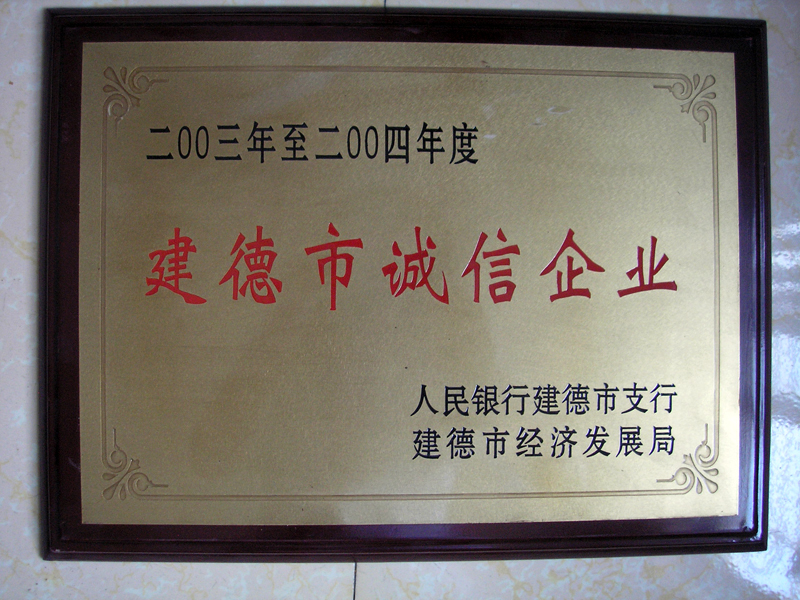 二00三年至二00四年度
建德市诚信企业
人民银行建德市支行
建德市经济发展局